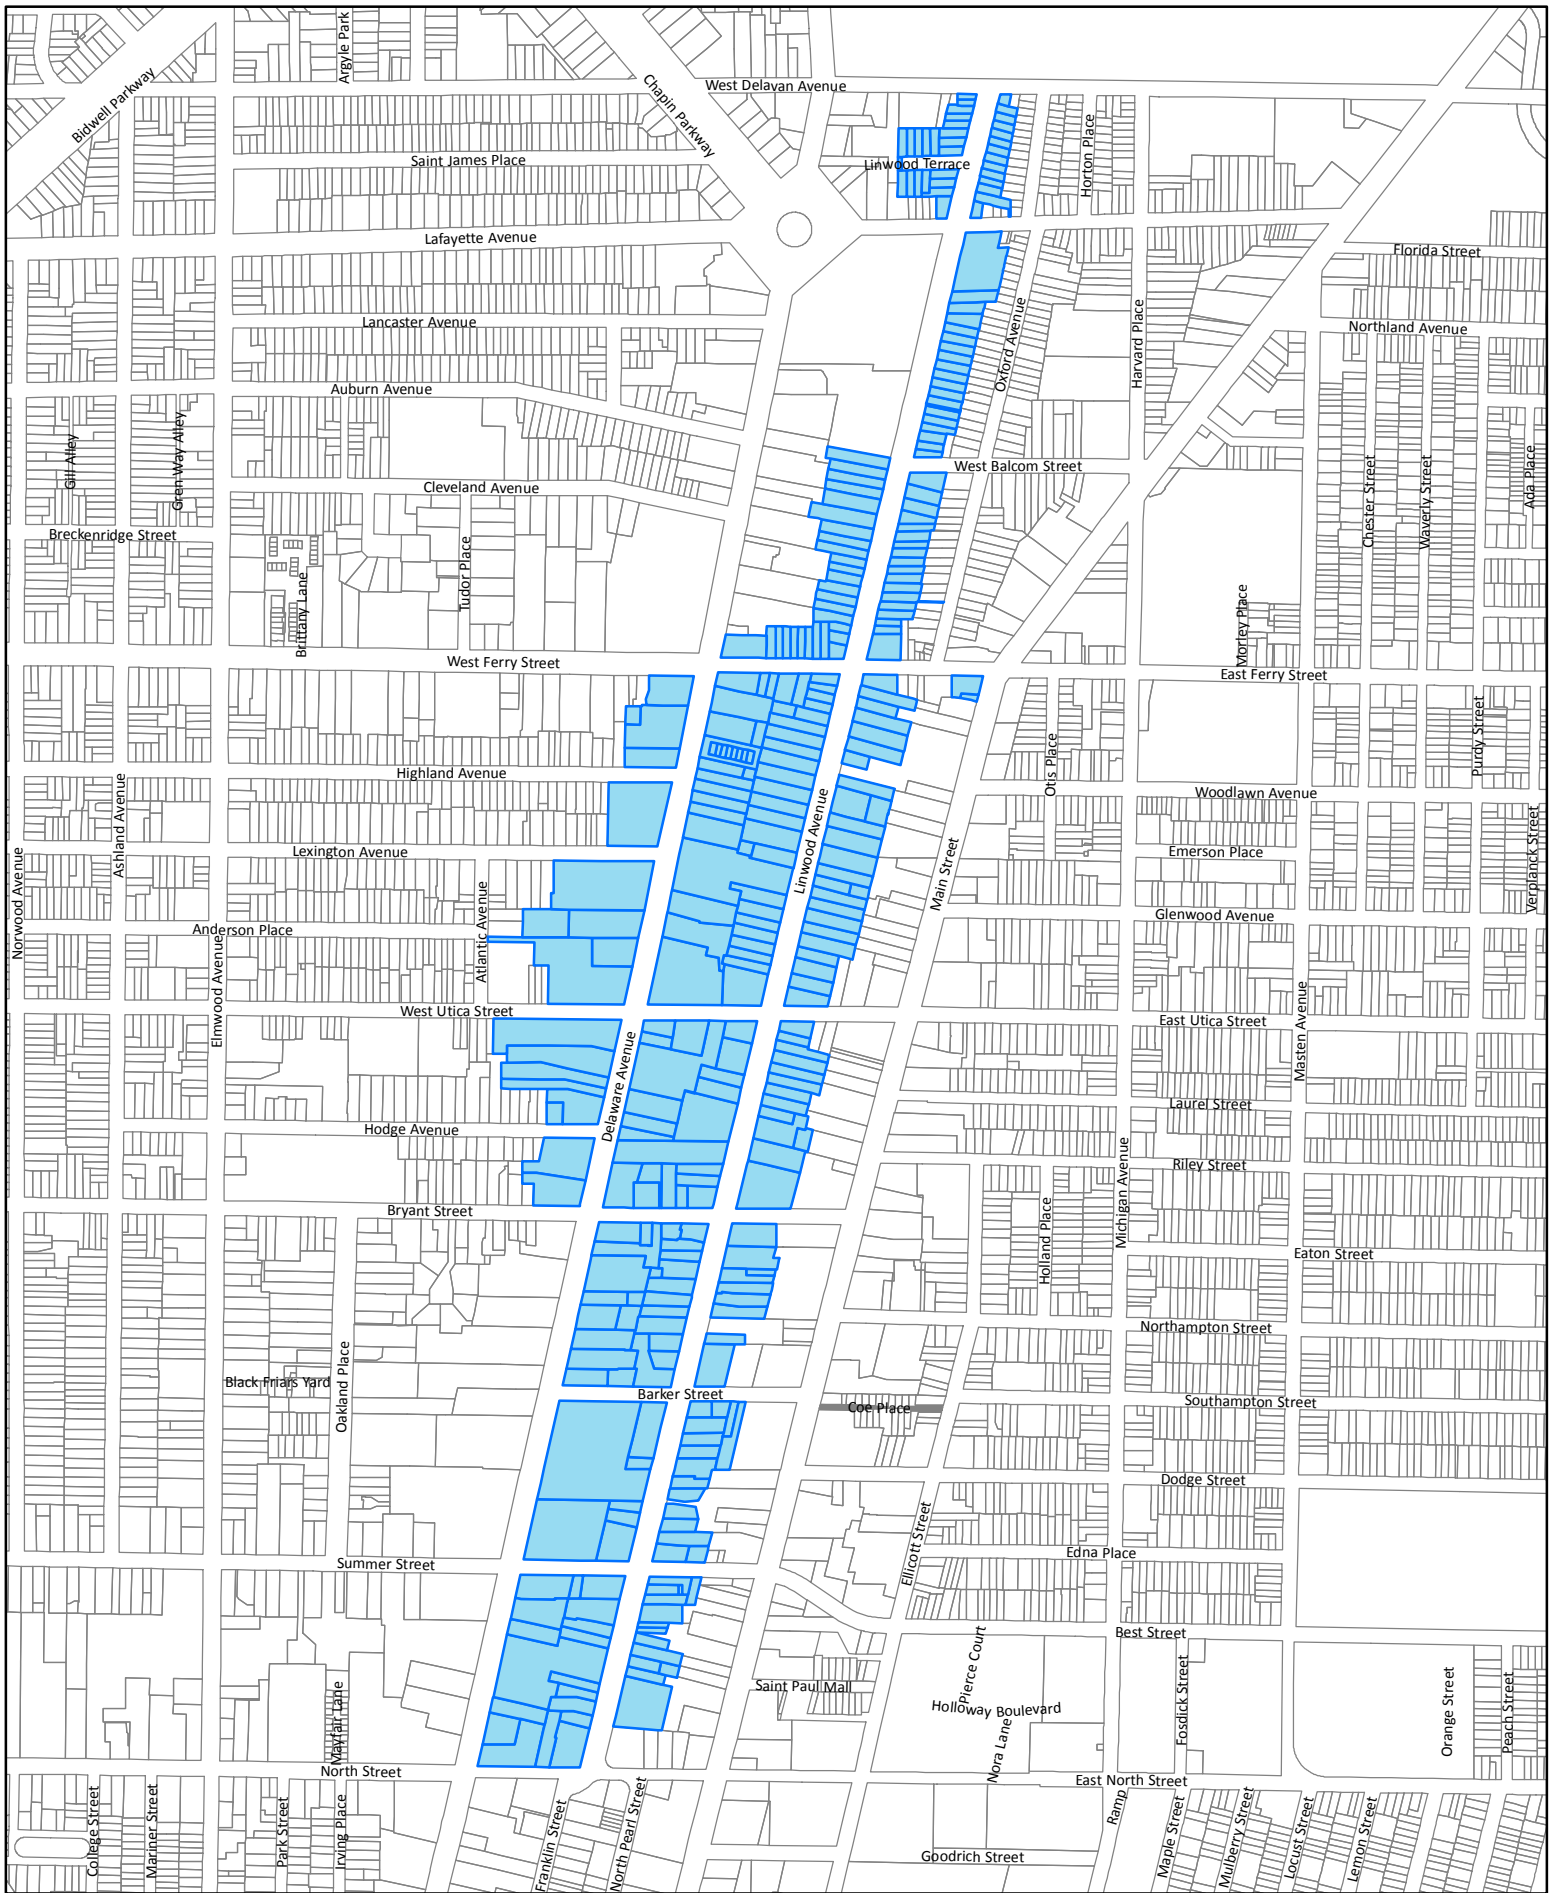 Argyle Park
Bidwell Parkway
Chapin Parkway
West Delavan Avenue
Saint James Place
Linwood Terrace
Horton Place
Lafayette Avenue
Florida Street
Lancaster Avenue
Oxford Avenue
Harvard Place
Northland Avenue
Auburn Avenue
Gill Alley
Gren Way Alley
West Balcom Street
Cleveland Avenue
Chester Street
Waverly Street
Ada Place
Breckenridge Street
Tudor Place
Brittany Lane
Morley Place
West Ferry Street
East Ferry Street
Purdy Street
Otis Place
Highland Avenue
Ashland Avenue
Linwood Avenue
Woodlawn Avenue
Verplanck Street
Norwood Avenue
Lexington Avenue
Main Street
Emerson Place
Atlantic Avenue
Glenwood Avenue
Anderson Place
Elmwood Avenue
West Utica Street
East Utica Street
Masten Avenue
Delaware Avenue
Laurel Street
Hodge Avenue
Michigan Avenue
Riley Street
Bryant Street
Holland Place
Eaton Street
Northampton Street
Oakland Place
Black Friars Yard
Barker Street
Coe Place
Southampton Street
Dodge Street
Ellicott Street
Edna Place
Summer Street
Best Street
Pierce Court
Saint Paul Mall
Holloway Boulevard
Fosdick Street
Orange Street
Peach Street
Mayfair Lane
Nora Lane
North Street
East North Street
College Street
Mariner Street
Park Street
Irving Place
Franklin Street
North Pearl Street
Ramp
Maple Street
Mulberry Street
Locust Street
Lemon Street
Goodrich Street